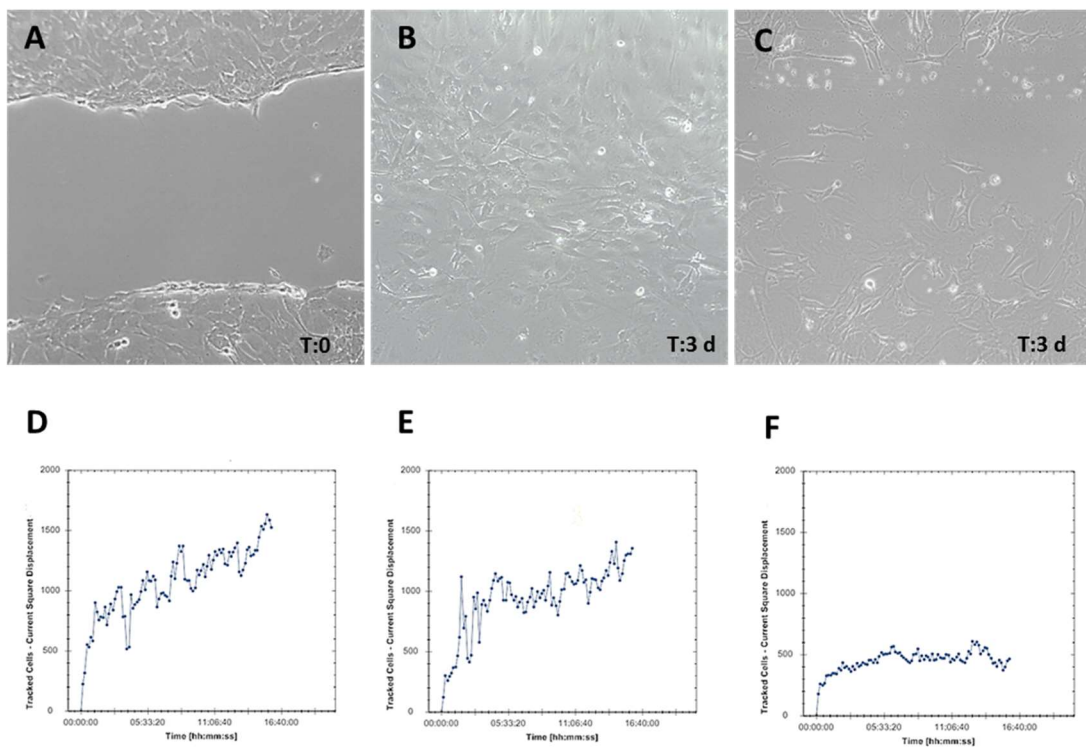 A
B
C
T:0
T:3 d
T:3 d
D
E
F
2000
1500
1000
500
0
Tracked Cells - Current Square Displacement
00:00:00
05:33:20
11:06:40
16:40:00
Time [hh:mm:ss]
2000
1500
1000
500
0
Tracked Cells - Current Square Displacement
00:00:00
05:33:20
11:06:40
16:40:00
Time [hh:mm:ss]
2000
1500
1000
500
0
Tracked Cells - Current Square Displacement
00:00:00
05:33:20
11:06:40
16:40:00
Time [hh:mm:ss]